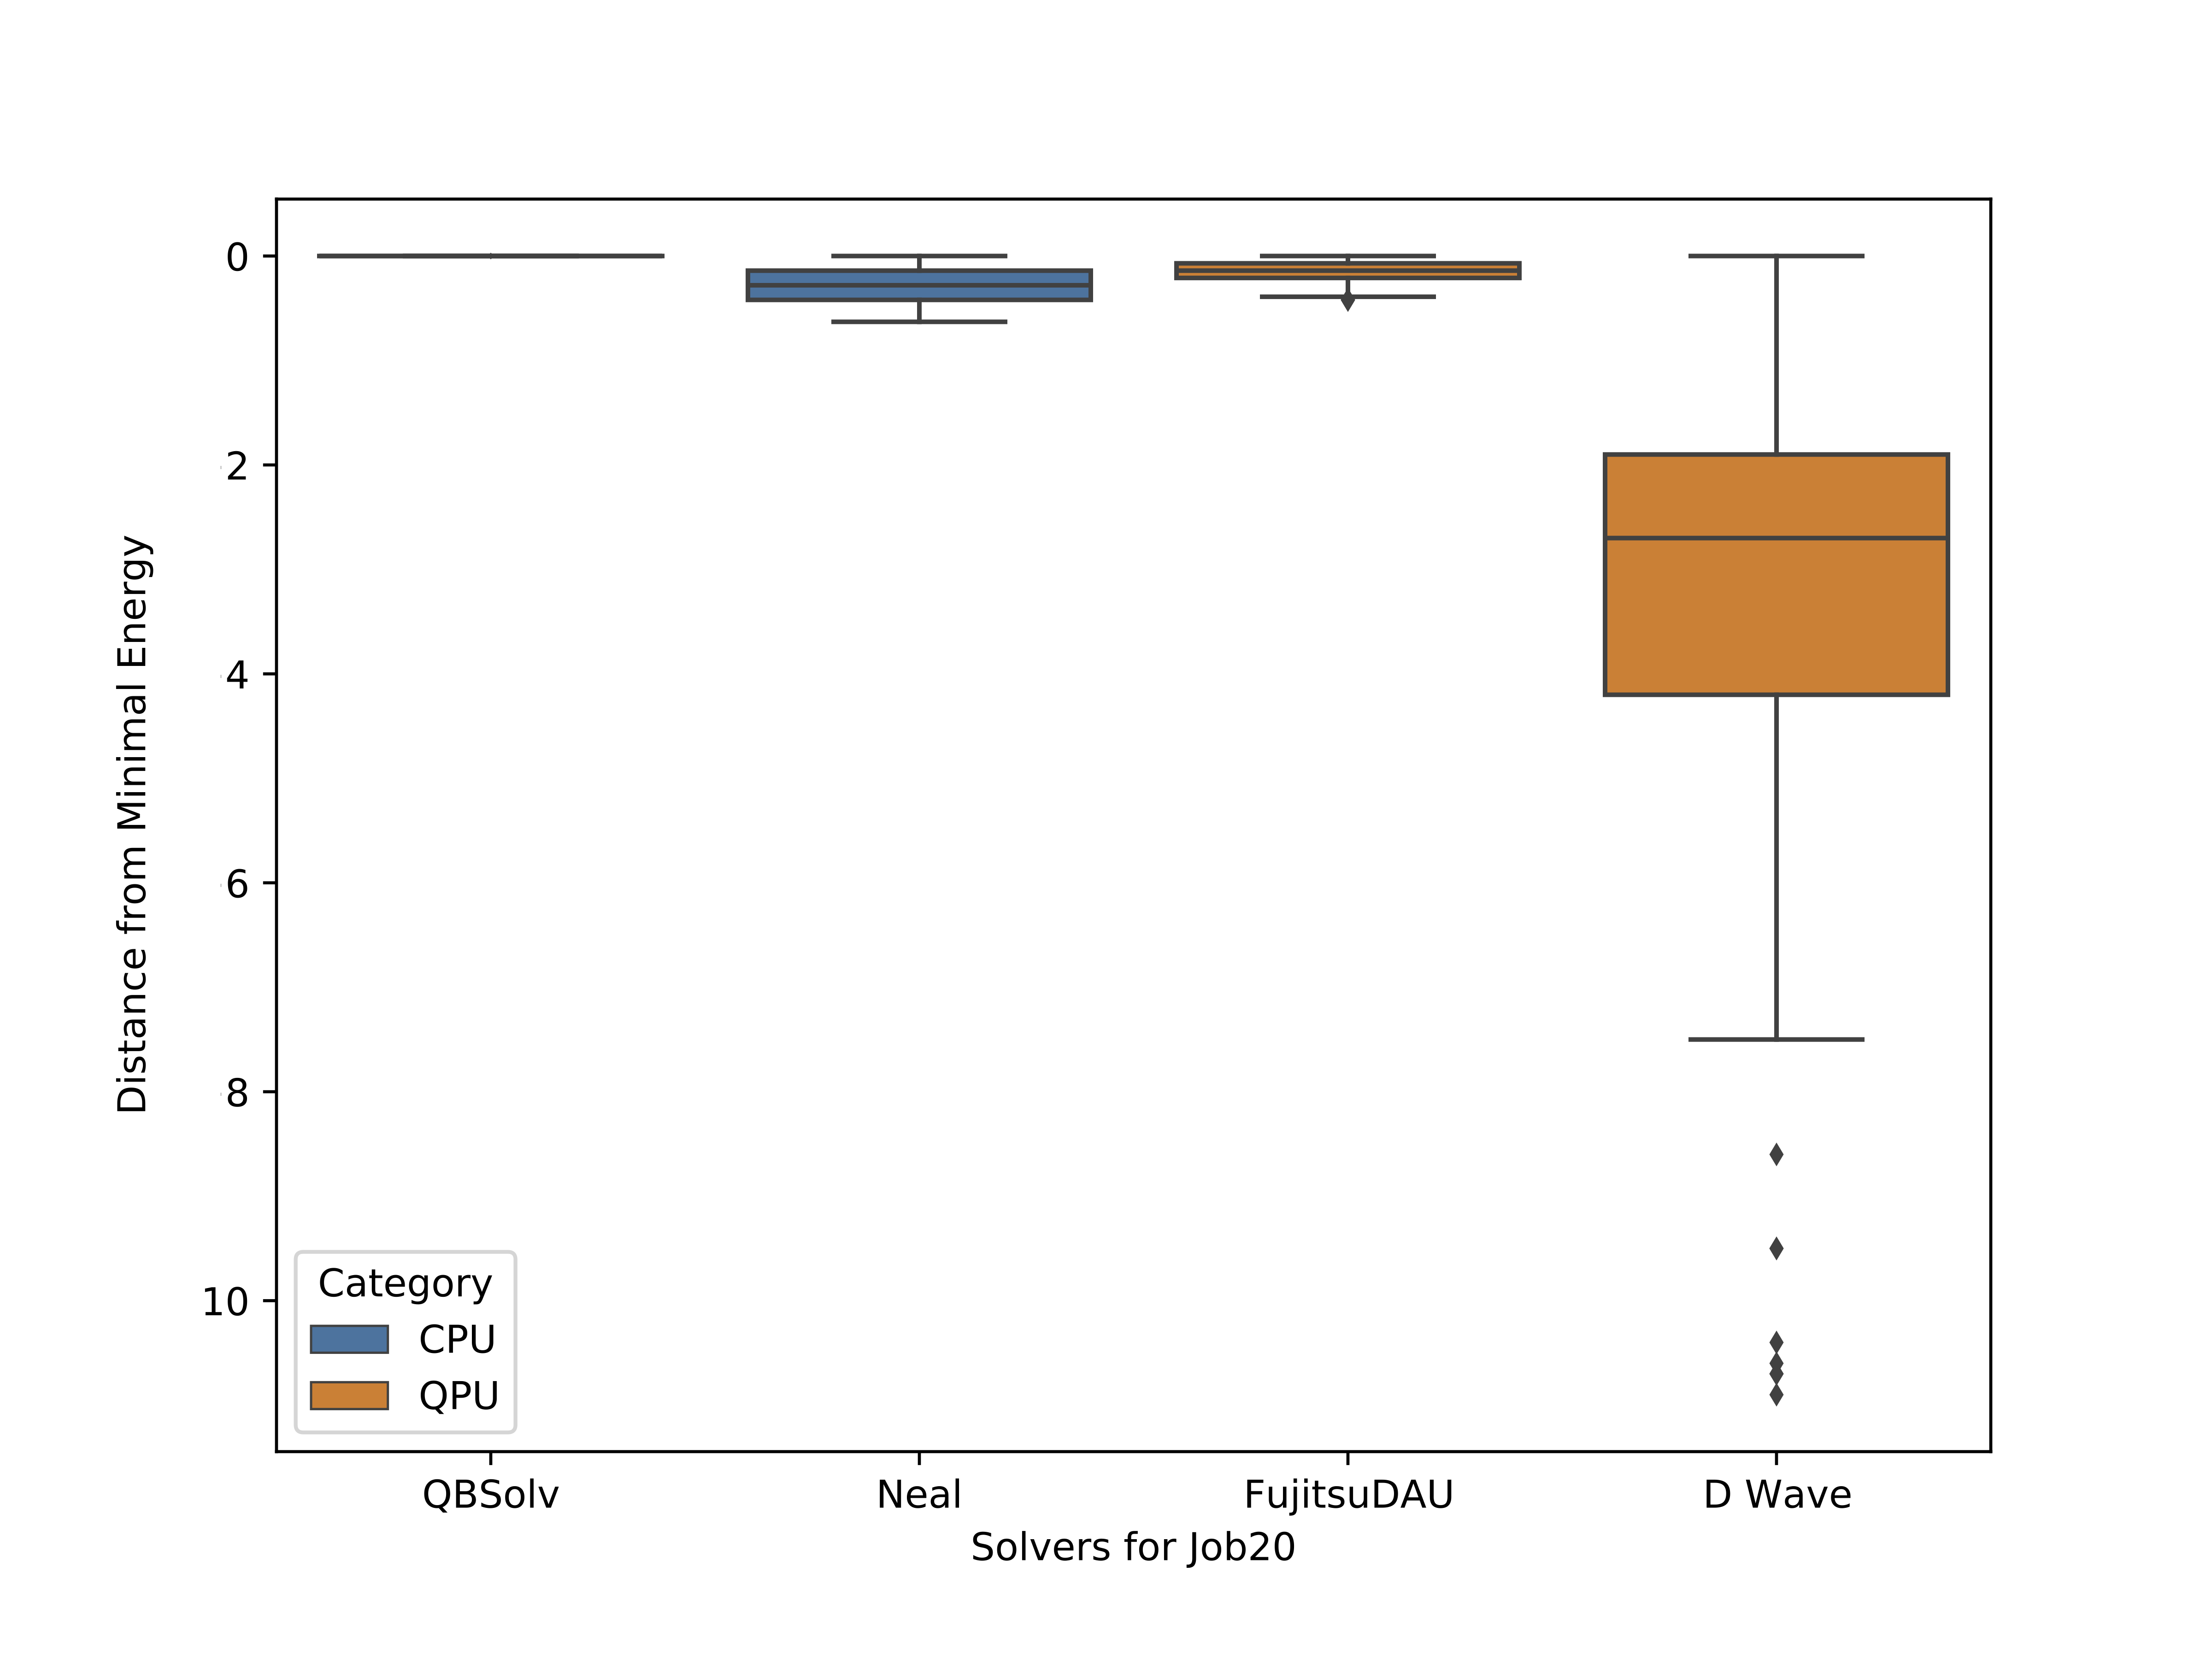 Distance from Minimal Energy
0
2
4
6
8
10
Category
CPU
QPU
QBSolv
Neal
FujitsuDAU
D Wave
Solvers for Job20